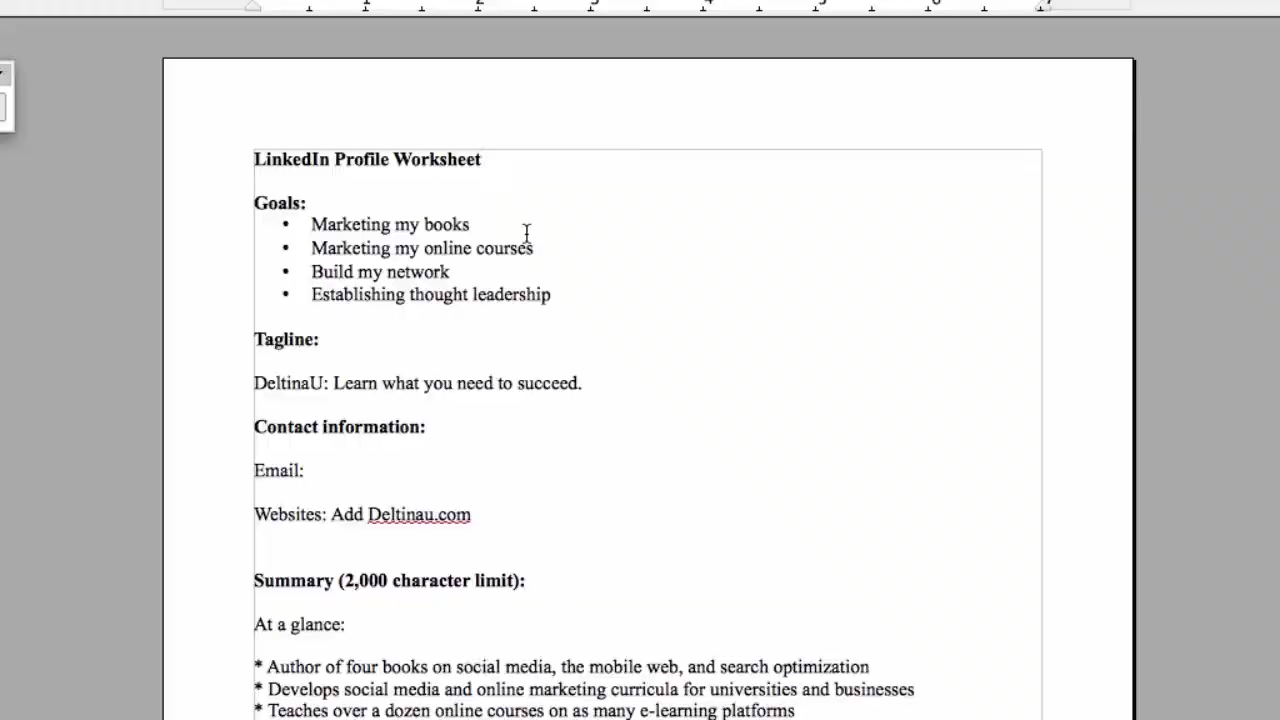 LinkedIn Profile Worksheet
Goals:
• Marketing my books
• Marketing my online courses
• Build my network
• Establishing thought leadership
Tagline:
DeltinaU: Learn what you need to succeed.
Contact information:
Email:
Websites: Add Deltinau.com
Summary (2,000 character limit):
At a glance:
* Author of four books on social media, the mobile web, and search optimization
* Develops social media and online marketing curricula for universities and businesses
* Teaches over a dozen online courses on as many e-learning platforms